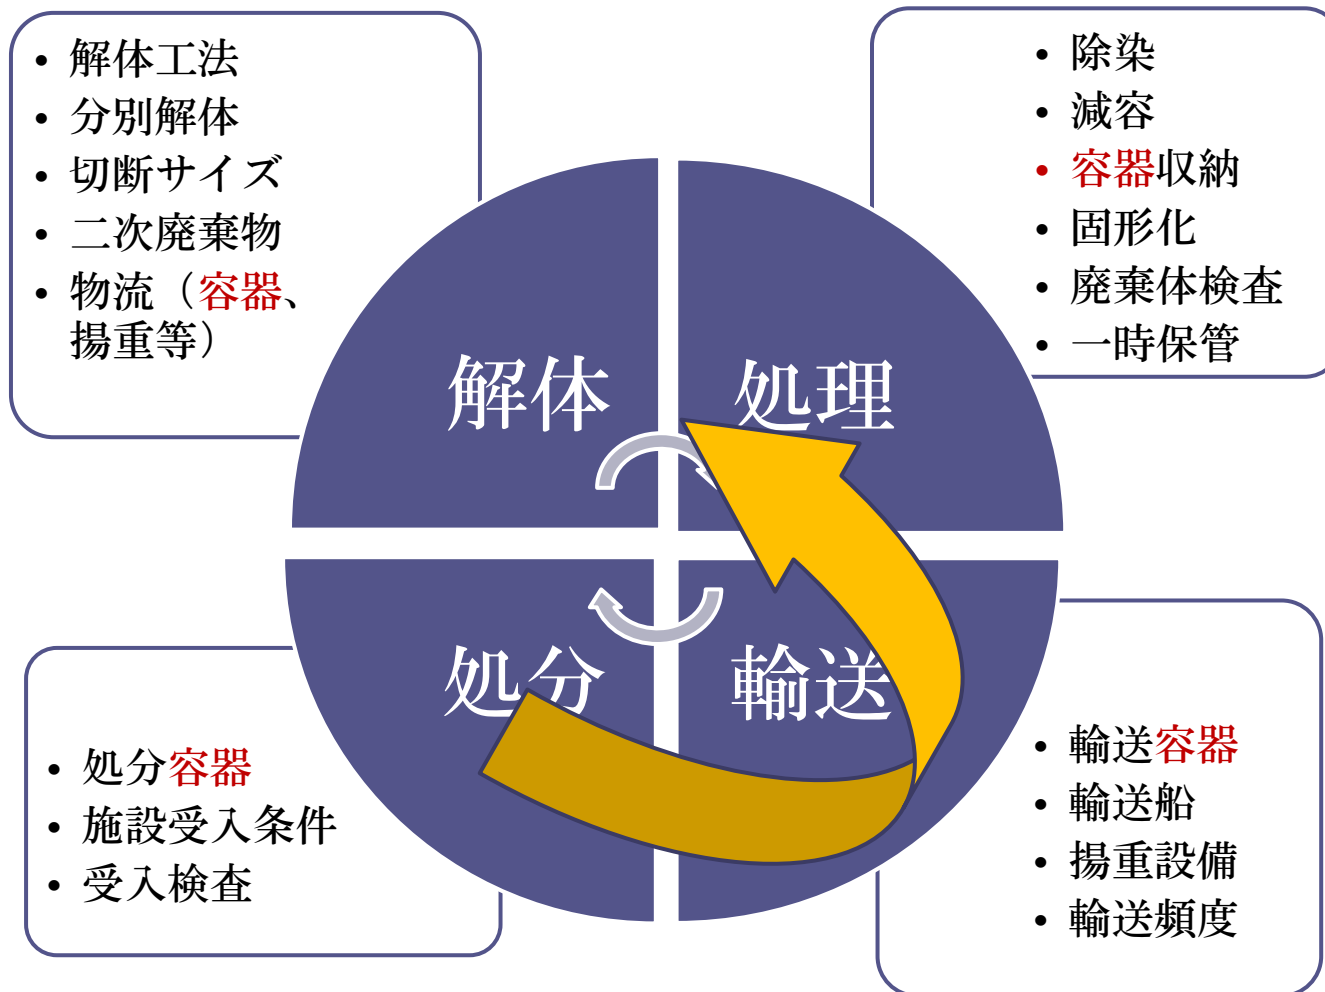 • 解体工法
• 分別解体
• 切断サイズ
• 二次廃棄物
• 物流（容器、
揚重等）
• 除染
• 減容
• 容器収納
• 固形化
• 廃棄体検査
• 一時保管
解体
処理
処分
輸送
• 処分容器
• 施設受入条件
• 受入検査
• 輸送容器
• 輸送船
• 揚重設備
• 輸送頻度